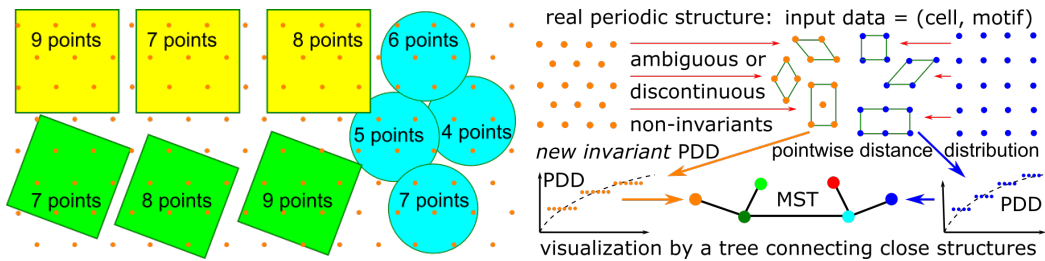 9 points
7 points
8 points
6 points
5 points
4 points
7 points
8 points
9 points
7 points
real periodic structure: input data = (cell, motif)
ambiguous or
discontinuous
non-invariants
new invariant PDD
pointwise distance distribution
PDD
MST
PDD
visualization by a tree connecting close structures